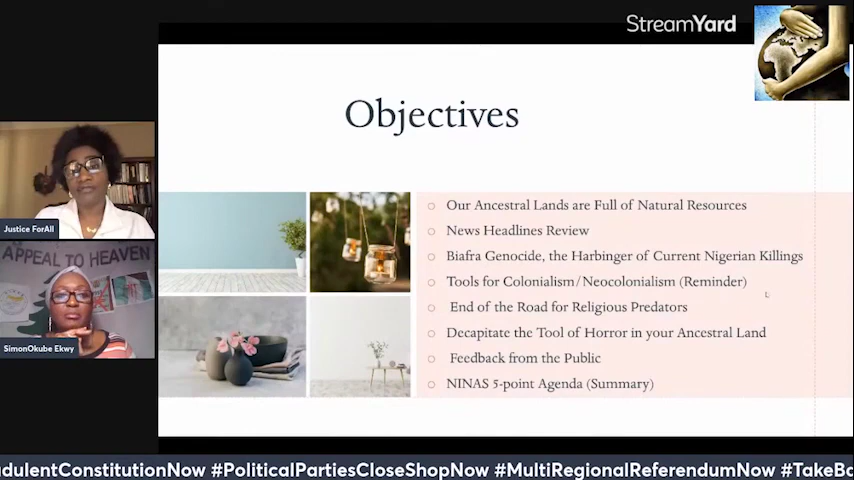 StreamYard
Objectives
Our Ancestral Lands are Full of Natural Resources
News Headlines Review
Biafra Genocide, the Harbinger of Current Nigerian Killings
Tools for Colonialism/Neocolonialism (Reminder)
End of the Road for Religious Predators
Decapitate the Tool of Horror in your Ancestral Land
Feedback from the Public
NINAS 5-point Agenda (Summary)
Justice ForAll
APPEAL TO HEAVEN
SimonOkube Ekwy
#PoliticalPartiesCloseShopNow #MultiRegionalReferendumNow